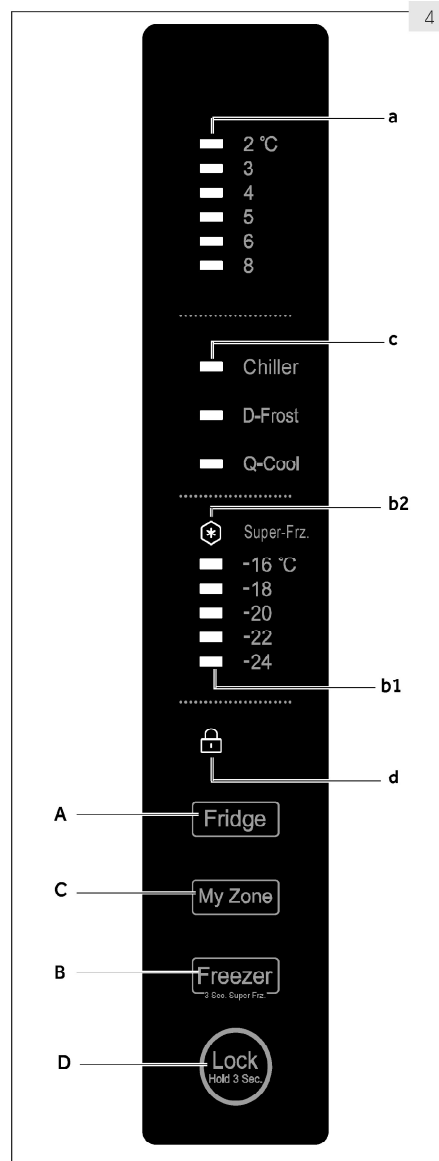 4
a
2 °C
3
4
5
6
8
c
Chiller
D-Frost
Q-Cool
b2
Super-Frz.
-16 °C
-18
-20
-22
-24
b1
d
A
Fridge
C
My Zone
B
Freezer
3 Sec. Super Frz.
D
Lock
Hold 3 Sec.